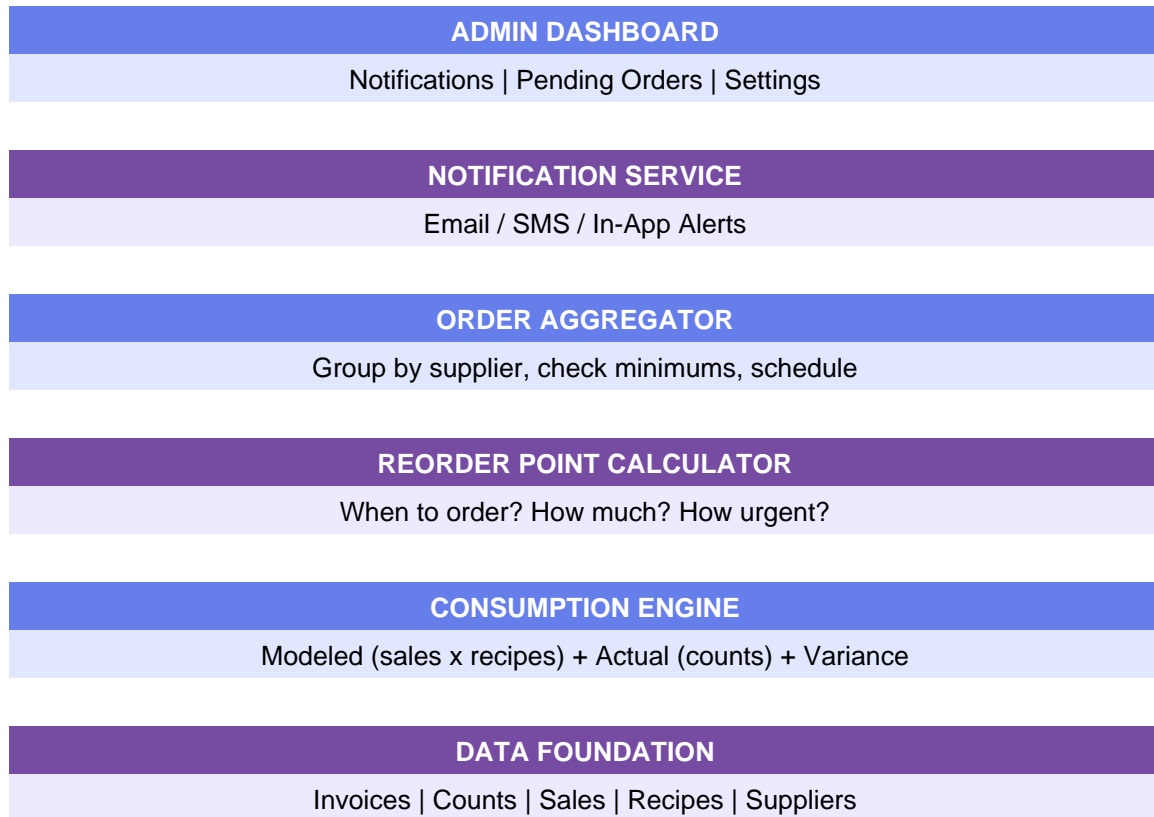 ADMIN DASHBOARD
Notifications | Pending Orders | Settings
NOTIFICATION SERVICE
Email / SMS / In-App Alerts
ORDER AGGREGATOR
Group by supplier, check minimums, schedule
REORDER POINT CALCULATOR
When to order? How much? How urgent?
CONSUMPTION ENGINE
Modeled (sales x recipes) + Actual (counts) + Variance
DATA FOUNDATION
Invoices | Counts | Sales | Recipes | Suppliers